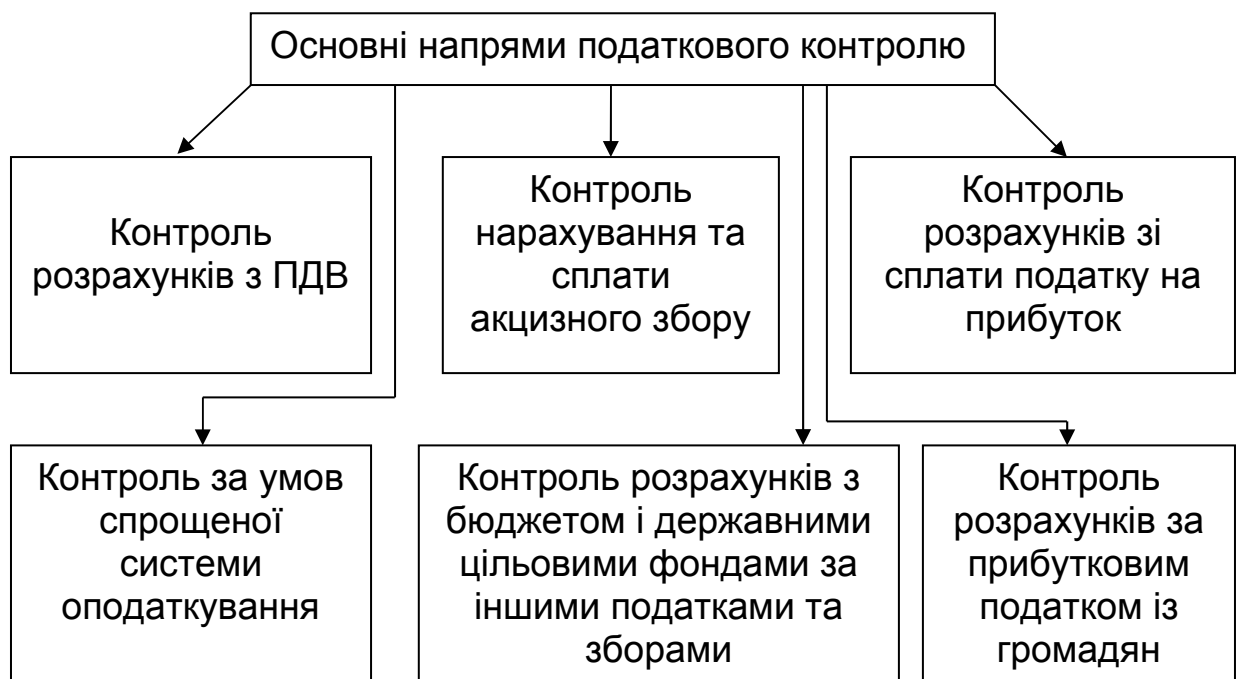 Основні напрями податкового контролю
Контроль
розрахунків з ПДВ
Контроль
нарахування та
сплати
акцизного збору
Контроль
розрахунків зі
сплати податку на
прибуток
Контроль за умов
спрощеної
системи
оподаткування
Контроль розрахунків з
бюджетом і державними
цільовими фондами за
іншими податками та
зборами
Контроль
розрахунків за
прибутковим
податком із
громадян